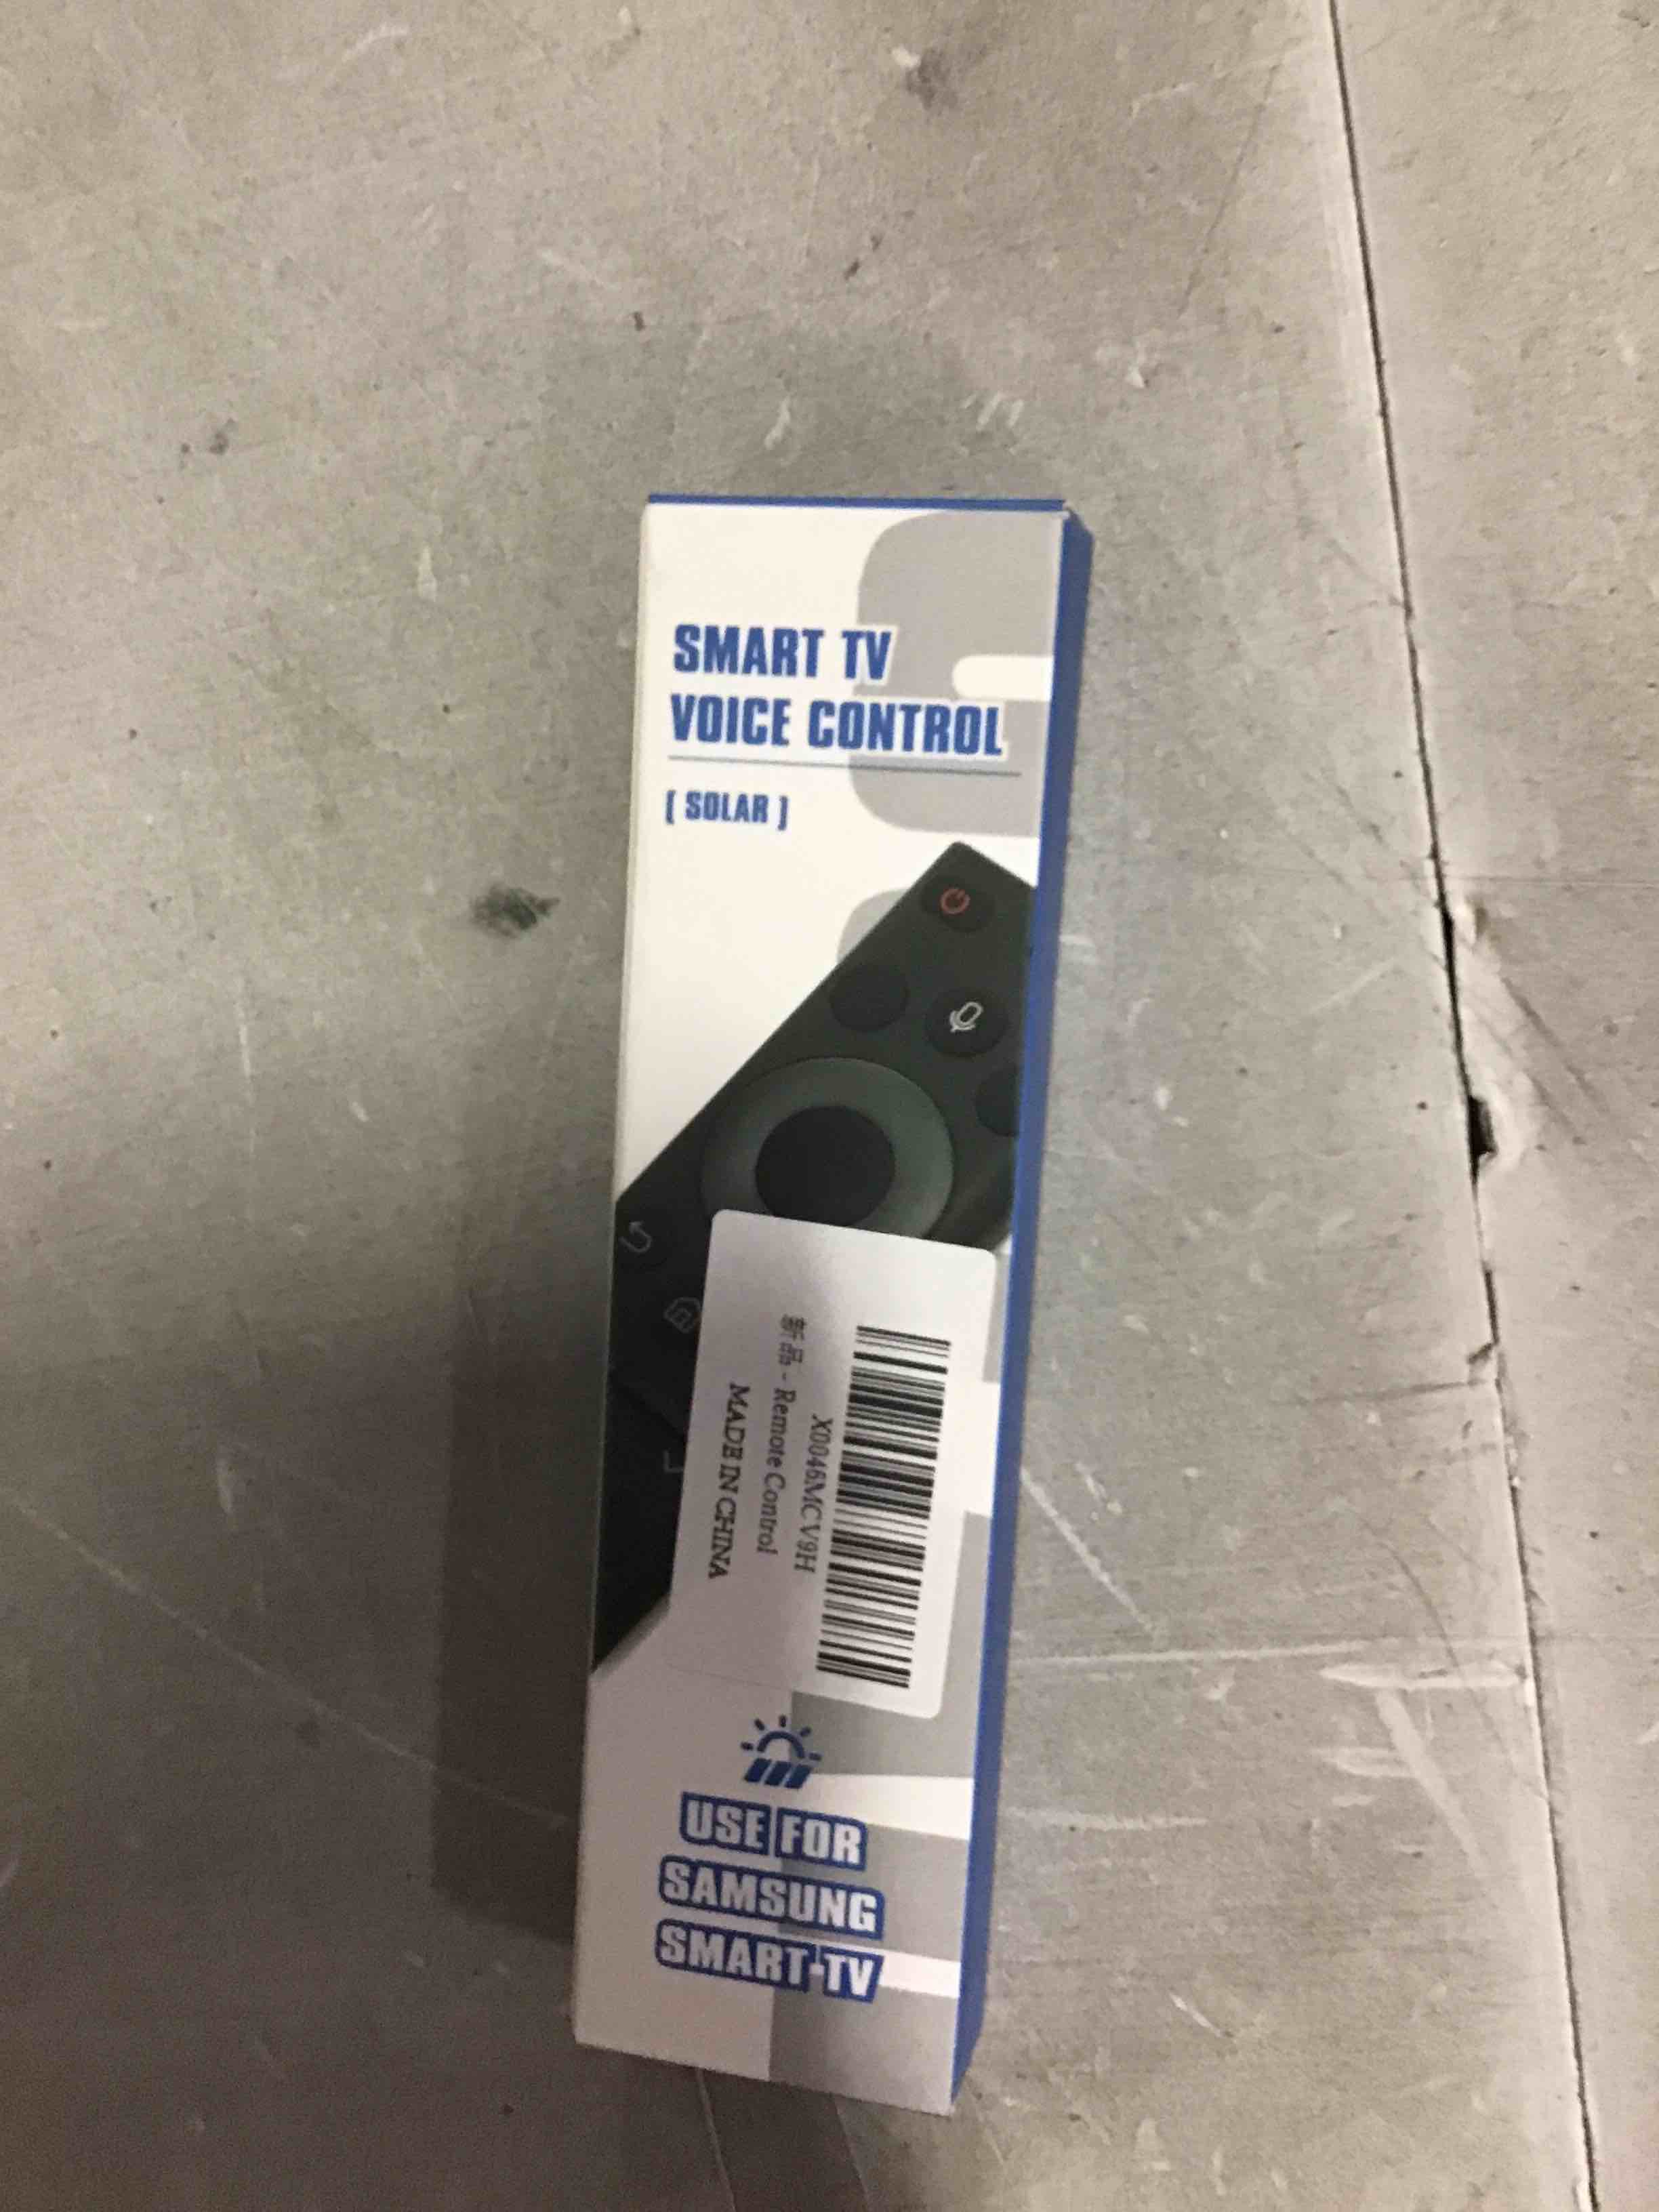 SMART TV
VOICE CONTROL
[ SOLAR ]
X0046MCV9H
新品 - Remote Control
MADE IN CHINA
USE FOR
SAMSUNG
SMART-TV